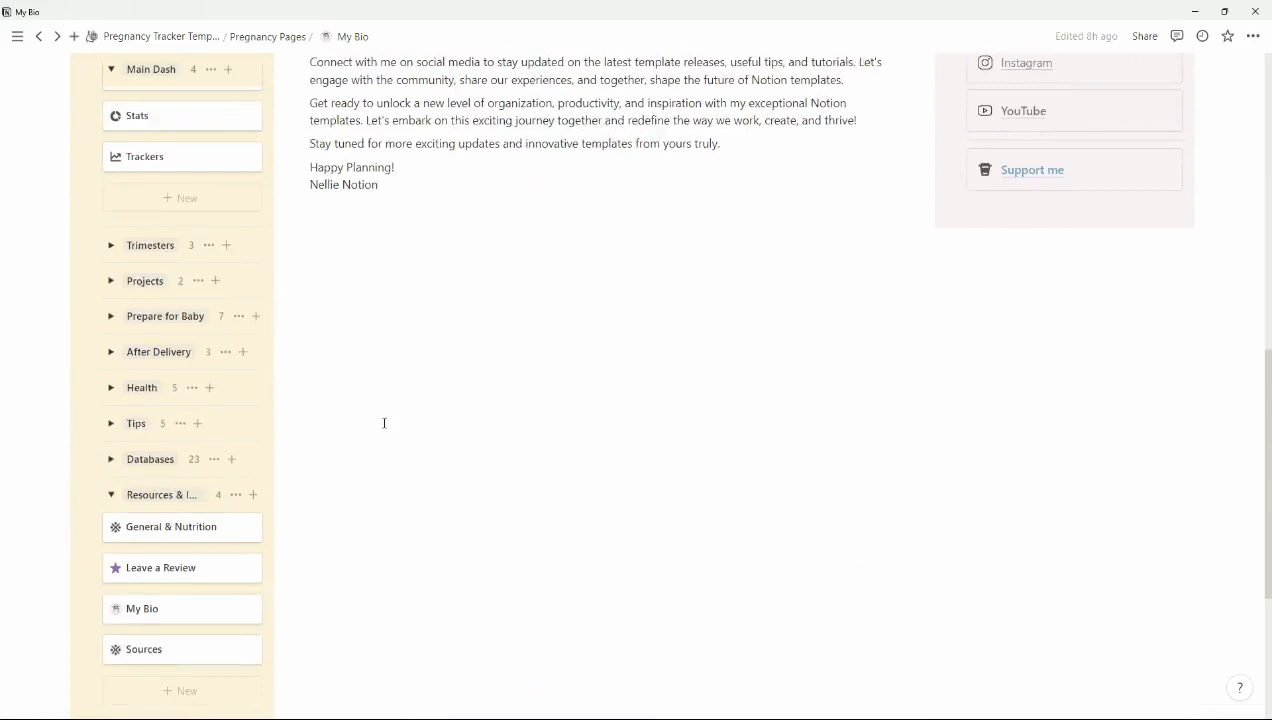 My Bio
Pregnancy Tracker Temp... / Pregnancy Pages / My Bio
Edited 8h ago
Share
Main Dash 4
Stats
Trackers
+ New
Trimesters 3
Projects 2
Prepare for Baby 7
After Delivery 3
Health 5
Tips 5
Databases 23
Resources & I... 4
General & Nutrition
Leave a Review
My Bio
Sources
+ New
Connect with me on social media to stay updated on the latest template releases, useful tips, and tutorials. Let's
engage with the community, share our experiences, and together, shape the future of Notion templates.
Get ready to unlock a new level of organization, productivity, and inspiration with my exceptional Notion
templates. Let's embark on this exciting journey together and redefine the way we work, create, and thrive!
Stay tuned for more exciting updates and innovative templates from yours truly.
Happy Planning!
Nellie Notion
Instagram
YouTube
Support me
?